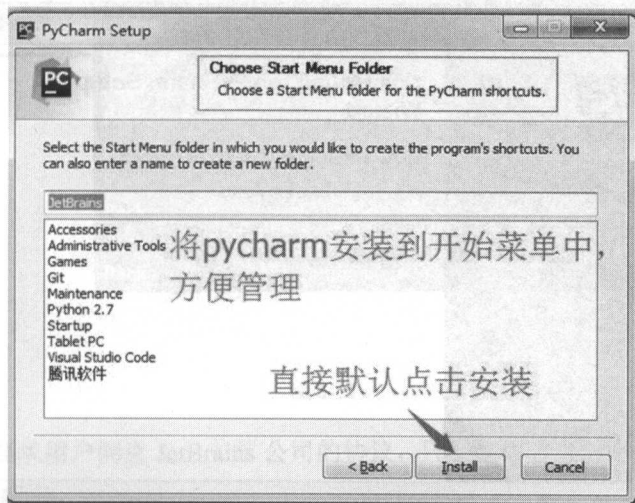 PyCharm Setup
PC
Choose Start Menu Folder
Choose a Start Menu folder for the PyCharm shortcuts.
Select the Start Menu folder in which you would like to create the program's shortcuts. You
can also enter a name to create a new folder.
JetBrains
Accessories
Administrative Tools
Games
Git
Maintenance
Python 2.7
Startup
Tablet PC
Visual Studio Code
腾讯软件
将pycharm安装到开始菜单中,
方便管理
直接默认点击安装
< Back
Install
Cancel